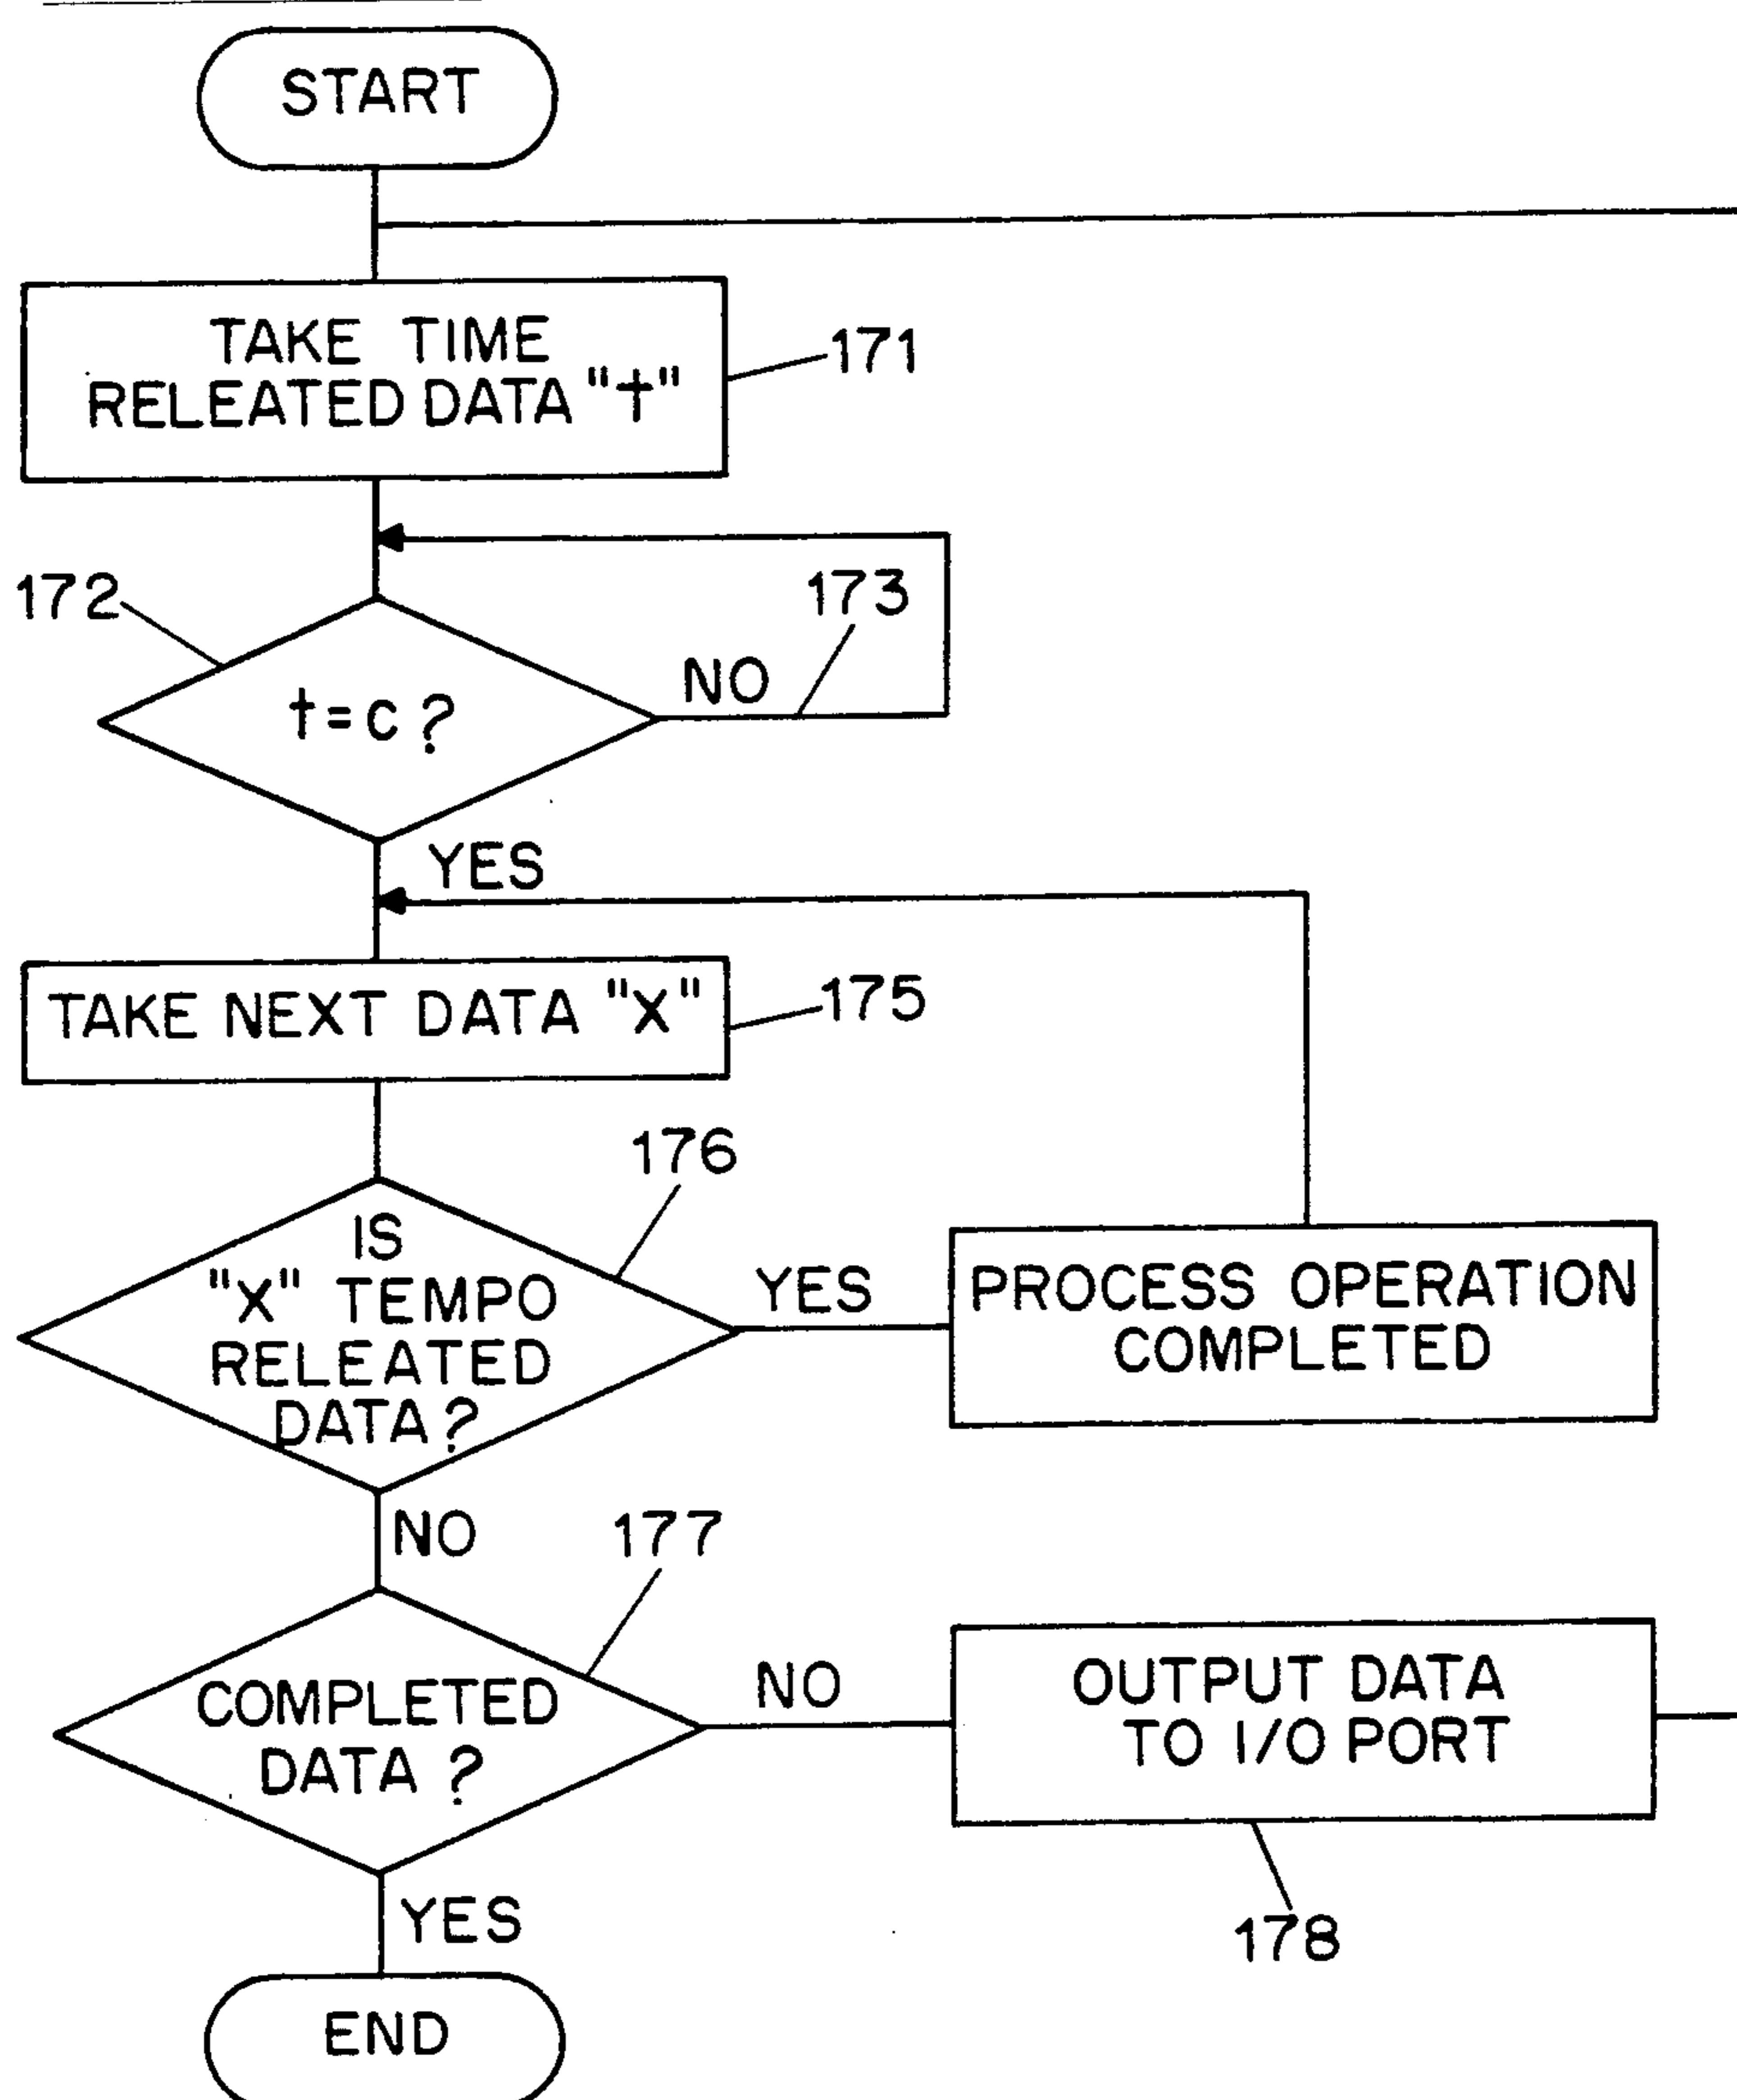 START
TAKE TIME
RELEATED DATA "t"
171
172
173
NO
t=c?
YES
TAKE NEXT DATA "X"
175
176
IS
"X" TEMPO
RELEATED
DATA?
YES
PROCESS OPERATION
COMPLETED
NO
177
COMPLETED
DATA ?
NO
OUTPUT DATA
TO I/O PORT
178
YES
END